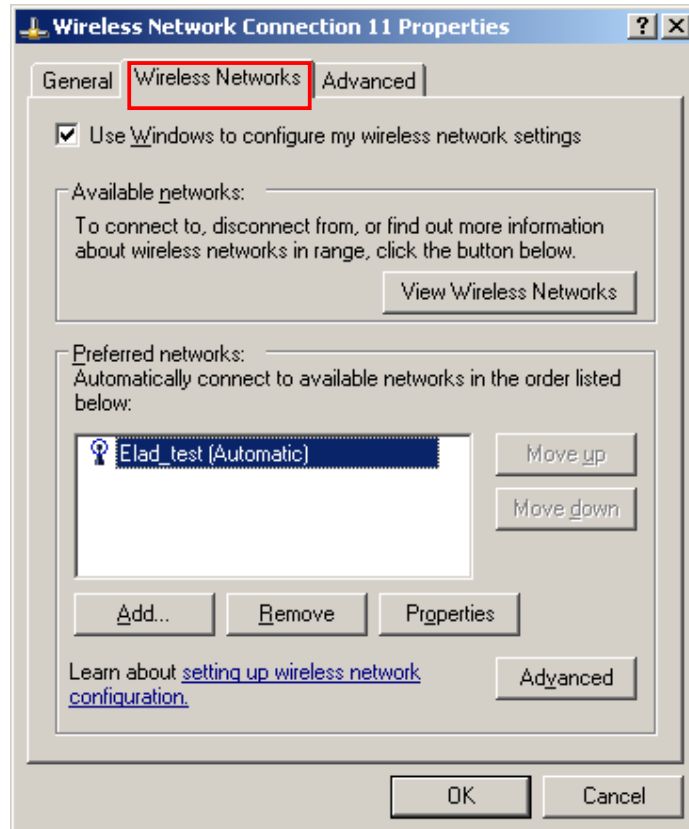 Wireless Network Connection 11 Properties
General Wireless Networks Advanced
Use Windows to configure my wireless network settings
Available networks:
To connect to, disconnect from, or find out more information
about wireless networks in range, click the button below.
View Wireless Networks
Preferred networks:
Automatically connect to available networks in the order listed
below:
Elad_test (Automatic)
Move up
Move down
Add... Remove Properties
Learn about setting up wireless network
configuration.
Advanced
OK Cancel